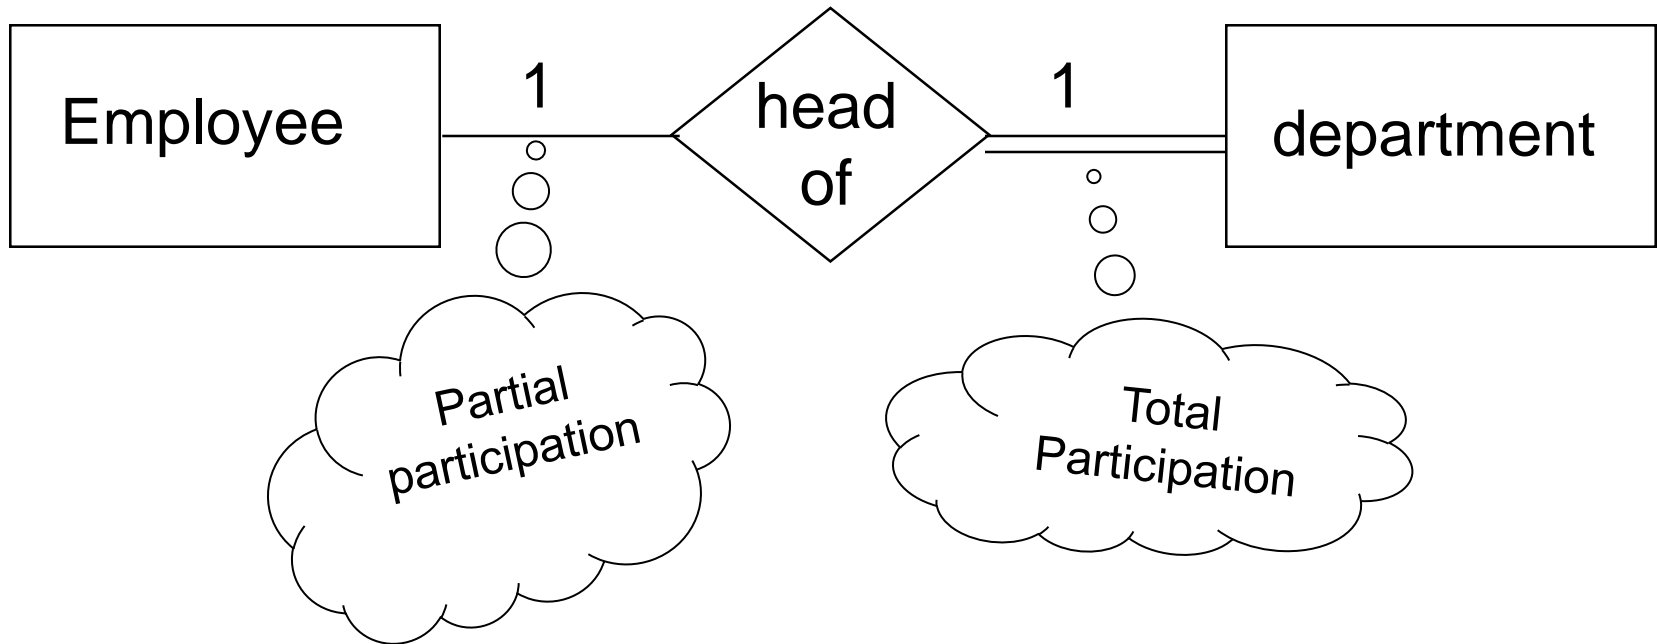 Employee
1
head
of
1
department
Partial
participation
Total
Participation